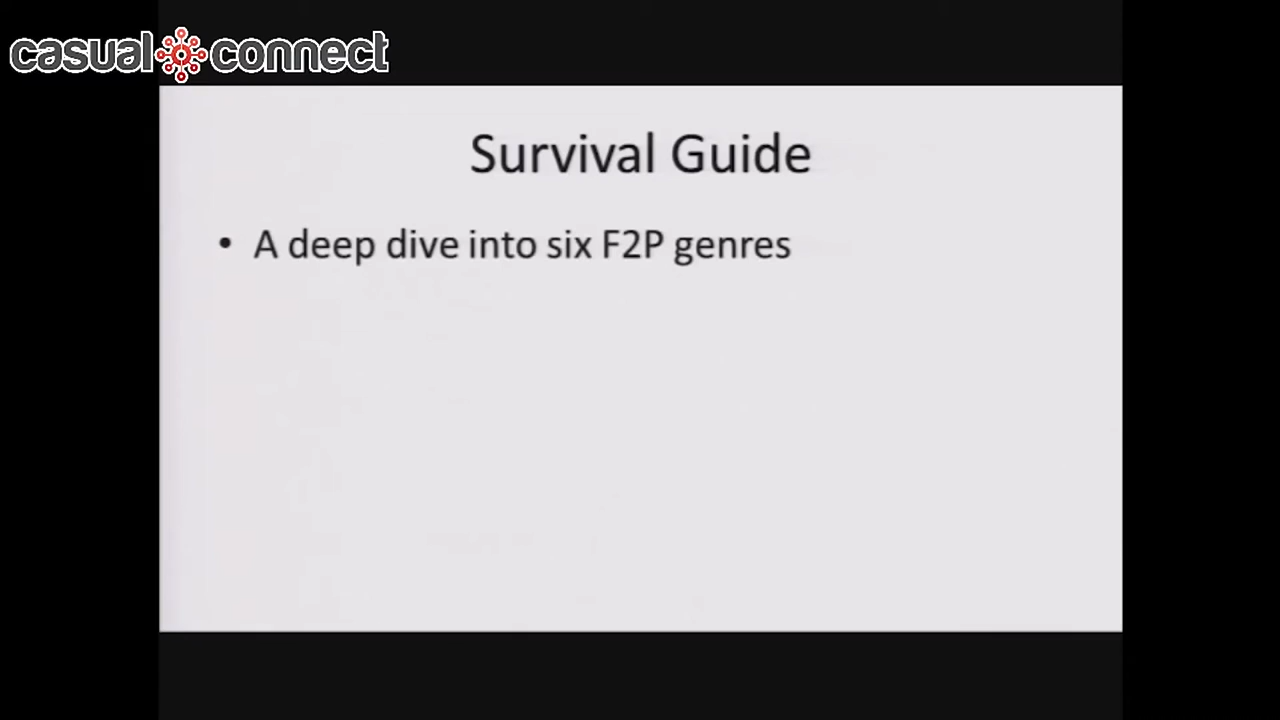 casual connect
Survival Guide
• A deep dive into six F2P genres